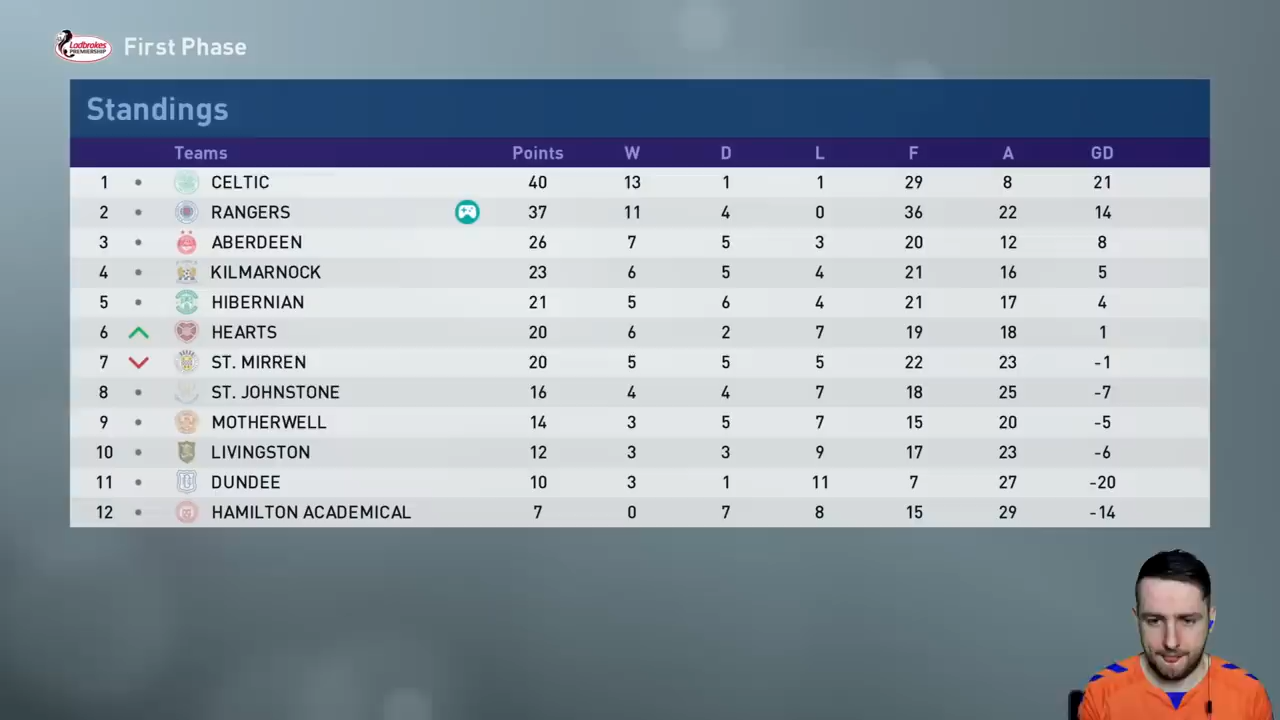 Ladbrokes
PREMIERSHIP
First Phase
Standings
Teams Points W D L F A GD
1 CELTIC 40 13 1 1 29 8 21
2 RANGERS 37 11 4 0 36 22 14
3 ABERDEEN 26 7 5 3 20 12 8
4 KILMARNOCK 23 6 5 4 21 16 5
5 HIBERNIAN 21 5 6 4 21 17 4
6 HEARTS 20 6 2 7 19 18 1
7 ST. MIRREN 20 5 5 5 22 23 -1
8 ST. JOHNSTONE 16 4 4 7 18 25 -7
9 MOTHERWELL 14 3 5 7 15 20 -5
10 LIVINGSTON 12 3 3 9 17 23 -6
11 DUNDEE 10 3 1 11 7 27 -20
12 HAMILTON ACADEMICAL 7 0 7 8 15 29 -14